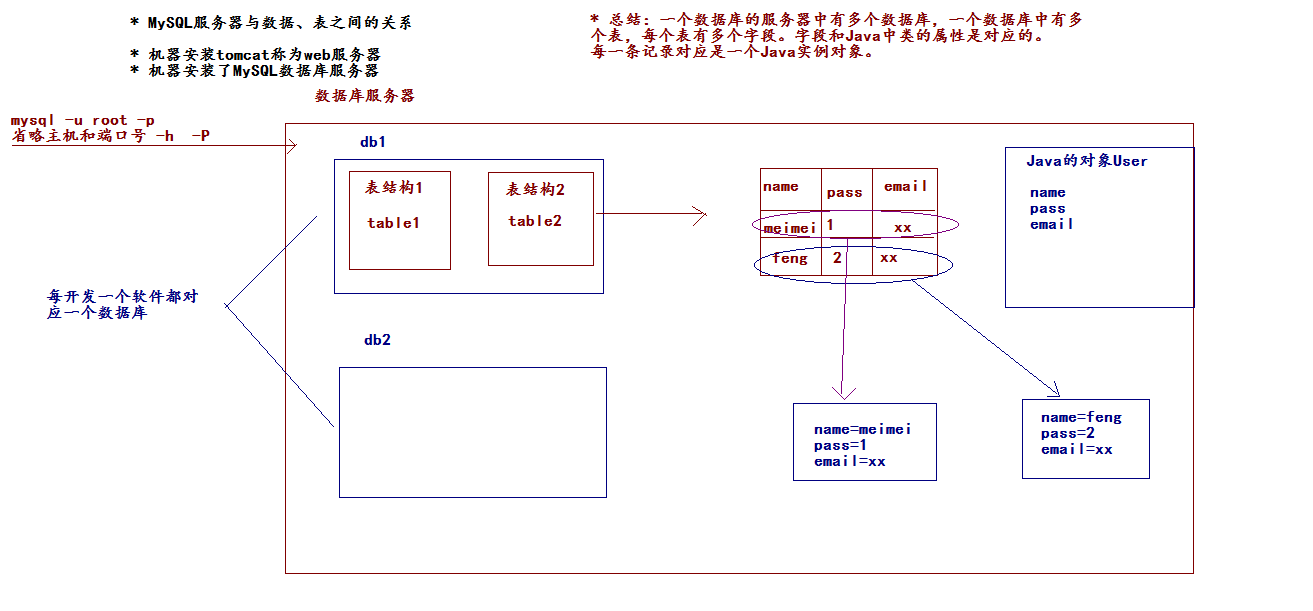 * MySQL服务器与数据、表之间的关系
* 机器安装tomcat称为web服务器
* 机器安装了MySQL数据库服务器
* 总结：一个数据库的服务器中有多个数据库，一个数据库中有多
个表，每个表有多个字段。字段和Java中类的属性是对应的。
每一条记录对应是一个Java实例对象。
数据库服务器
mysql -u root -p
省略主机和端口号 -h -P
db1
表结构1
table1
表结构2
table2
name pass email
meimei 1 xx
feng 2 xx
Java的对象User
name
pass
email
每开发一个软件都对
应一个数据库
db2
name=meimei
pass=1
email=xx
name=feng
pass=2
email=xx